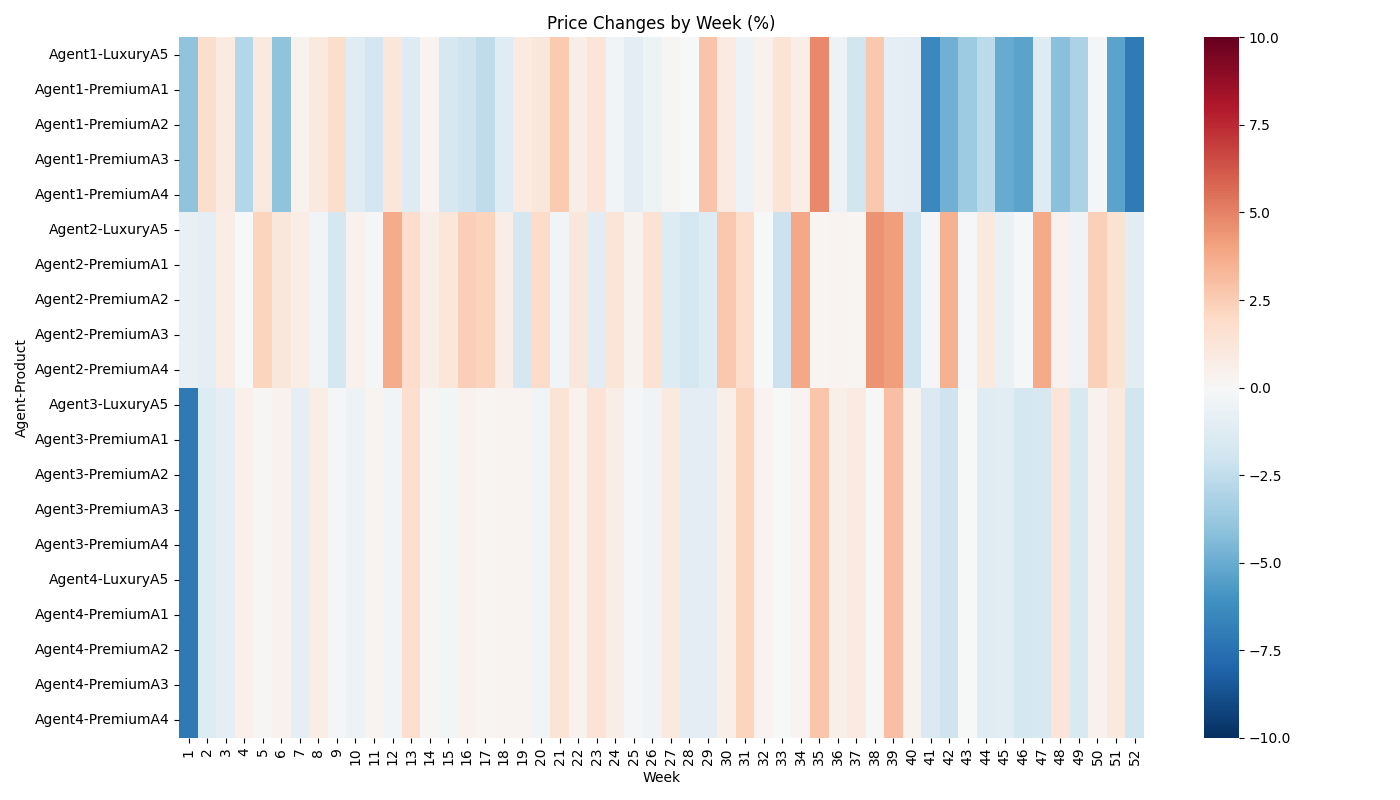 Price Changes by Week (%)
Agent1-LuxuryA5
Agent1-PremiumA1
Agent1-PremiumA2
Agent1-PremiumA3
Agent1-PremiumA4
Agent2-LuxuryA5
Agent2-PremiumA1
Agent2-PremiumA2
Agent2-PremiumA3
Agent2-PremiumA4
Agent3-LuxuryA5
Agent3-PremiumA1
Agent3-PremiumA2
Agent3-PremiumA3
Agent3-PremiumA4
Agent4-LuxuryA5
Agent4-PremiumA1
Agent4-PremiumA2
Agent4-PremiumA3
Agent4-PremiumA4
Agent-Product
1 2 3 4 5 6 7 8 9 10 11 12 13 14 15 16 17 18 19 20 21 22 23 24 25 26 27 28 29 30 31 32 33 34 35 36 37 38 39 40 41 42 43 44 45 46 47 48 49 50 51 52
Week
10.0
7.5
5.0
2.5
0.0
−2.5
−5.0
−7.5
−10.0